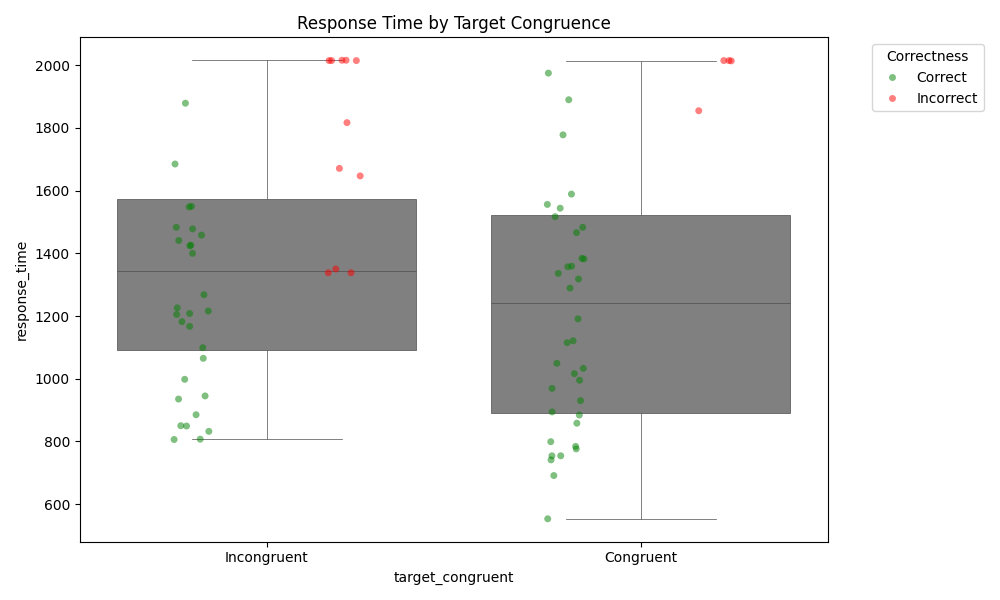 Response Time by Target Congruence
response_time
2000
1800
1600
1400
1200
1000
800
600
Incongruent
Congruent
target_congruent
Correctness
Correct
Incorrect